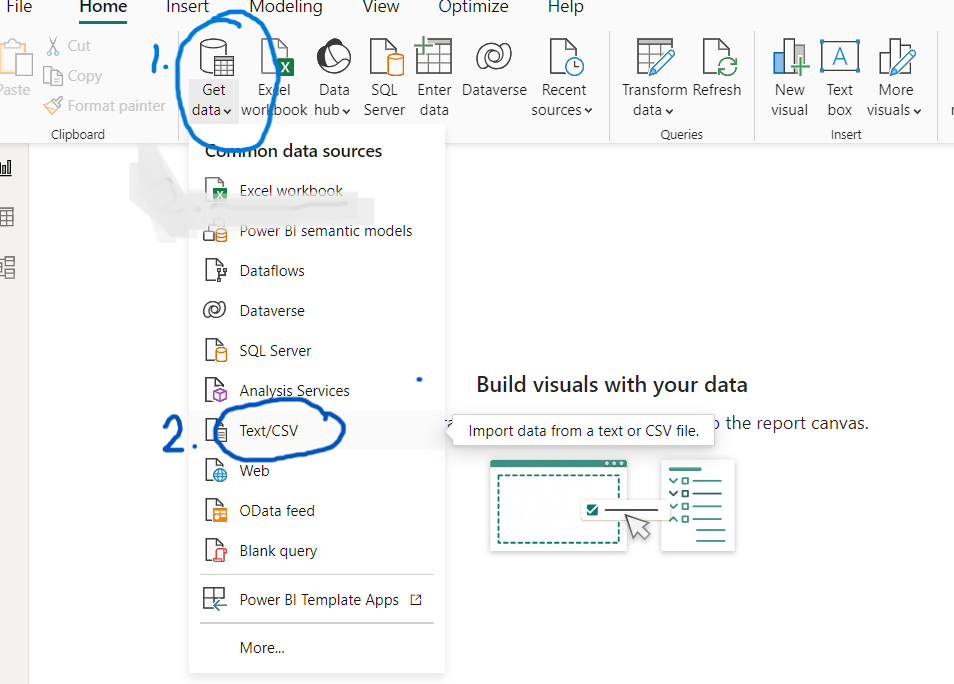 File Home Insert Modeling View Optimize Help
1.
Cut
Copy
Paste
Format painter
Clipboard
Get data
Excel workbook
Data hub
SQL Server
Enter data
Dataverse
Recent sources
Transform data
Refresh
Queries
New visual
Text box
More visuals
Insert
Common data sources
Excel workbook
Power BI semantic models
Dataflows
Dataverse
SQL Server
Analysis Services
2.
Text/CSV
Web
OData feed
Blank query
Power BI Template Apps
More...
Build visuals with your data
the report canvas.
Import data from a text or CSV file.